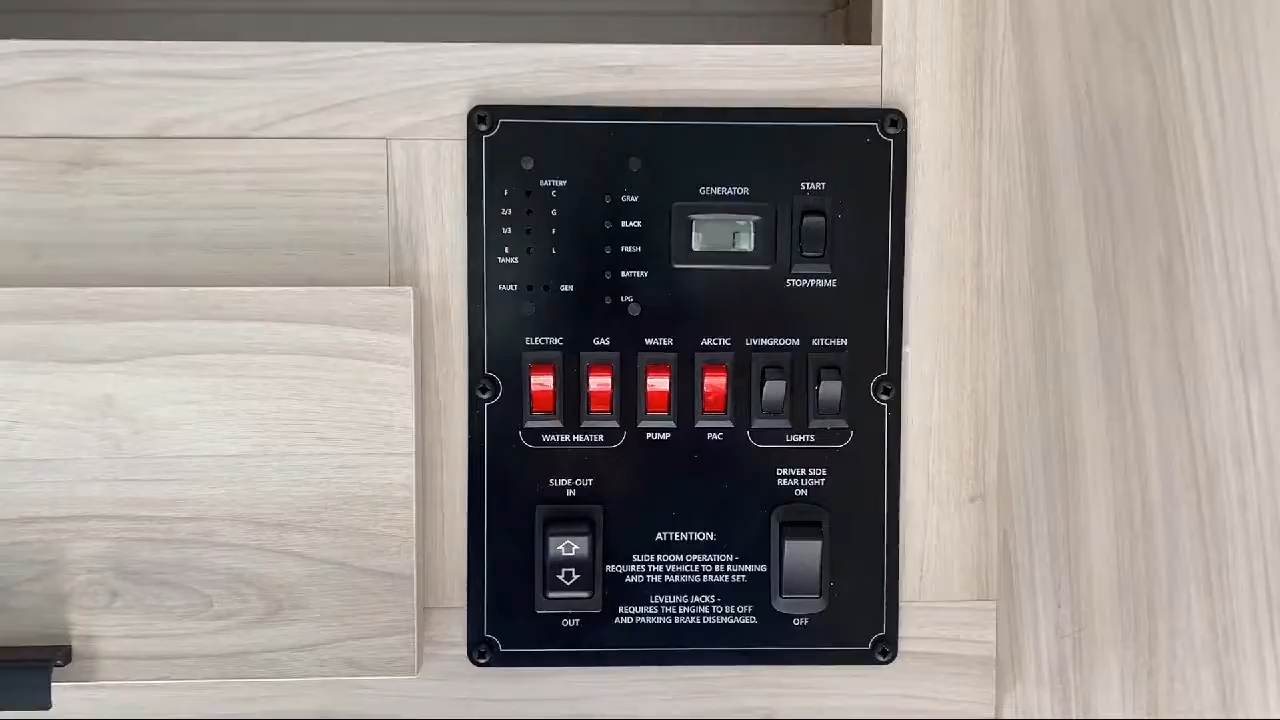 BATTERY
F C
2/3 G
1/3 F
E L
TANKS
FAULT GEN
GRAY
BLACK
FRESH
BATTERY
LPG
GENERATOR
START
STOP/PRIME
ELECTRIC GAS WATER ARCTIC LIVINGROOM KITCHEN
WATER HEATER PUMP PAC LIGHTS
SLIDE-OUT
IN
OUT
ATTENTION:
SLIDE ROOM OPERATION -
REQUIRES THE VEHICLE TO BE RUNNING
AND THE PARKING BRAKE SET.
LEVELING JACKS -
REQUIRES THE ENGINE TO BE OFF
AND PARKING BRAKE DISENGAGED.
DRIVER SIDE
REAR LIGHT
ON
OFF